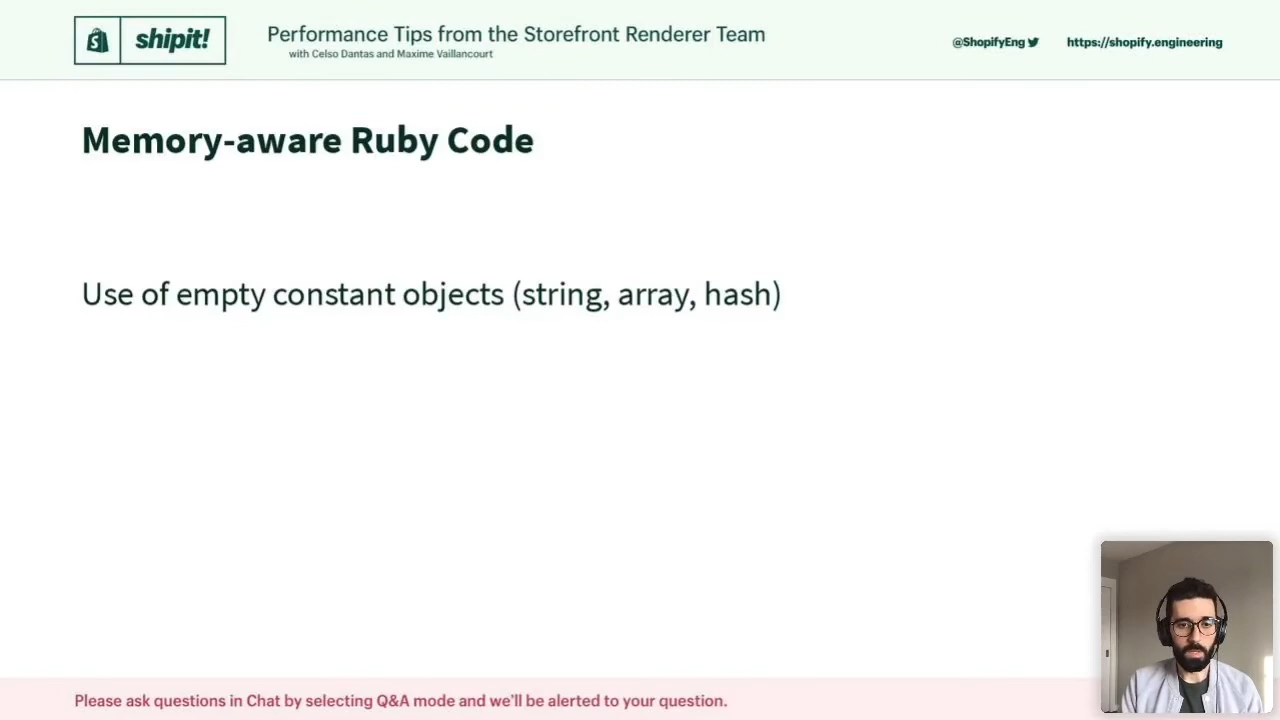 shipit!
Performance Tips from the Storefront Renderer Team
with Celso Dantas and Maxime Vaillancourt
@ShopifyEng
https://shopify.engineering
Memory-aware Ruby Code
Use of empty constant objects (string, array, hash)
Please ask questions in Chat by selecting Q&A mode and we'll be alerted to your question.